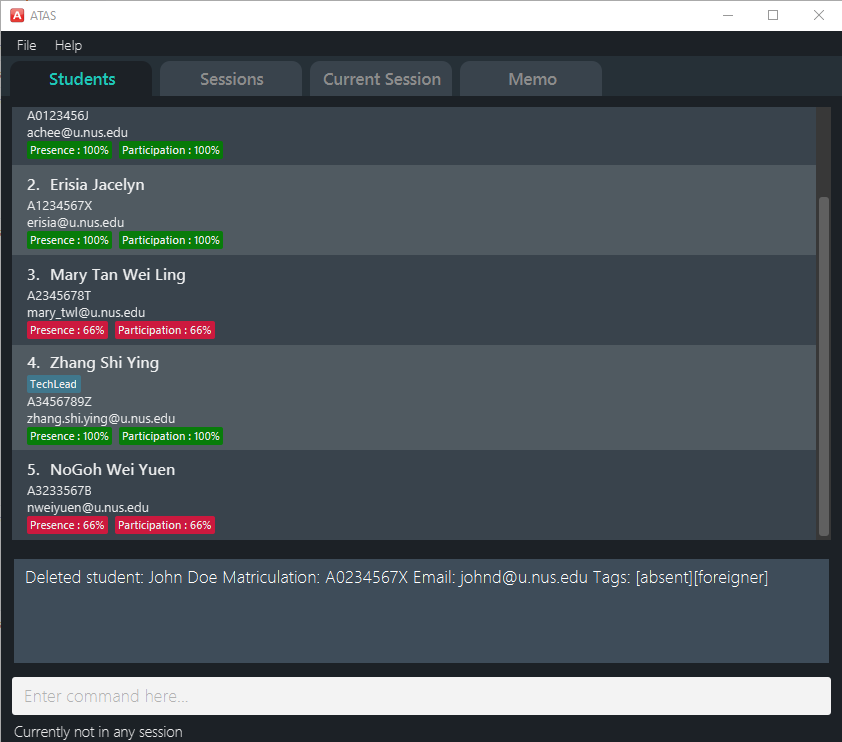 A ATAS
File Help
Students Sessions Current Session Memo
A0123456J
achee@u.nus.edu
Presence : 100% Participation : 100%
2. Erisia Jacelyn
A1234567X
erisia@u.nus.edu
Presence : 100% Participation : 100%
3. Mary Tan Wei Ling
A2345678T
mary_twl@u.nus.edu
Presence : 66% Participation : 66%
4. Zhang Shi Ying
TechLead
A3456789Z
zhang.shi.ying@u.nus.edu
Presence : 100% Participation : 100%
5. NoGoh Wei Yuen
A3233567B
nweiyuen@u.nus.edu
Presence : 66% Participation : 66%
Deleted student: John Doe Matriculation: A0234567X Email: johnd@u.nus.edu Tags: [absent][foreigner]
Enter command here...
Currently not in any session